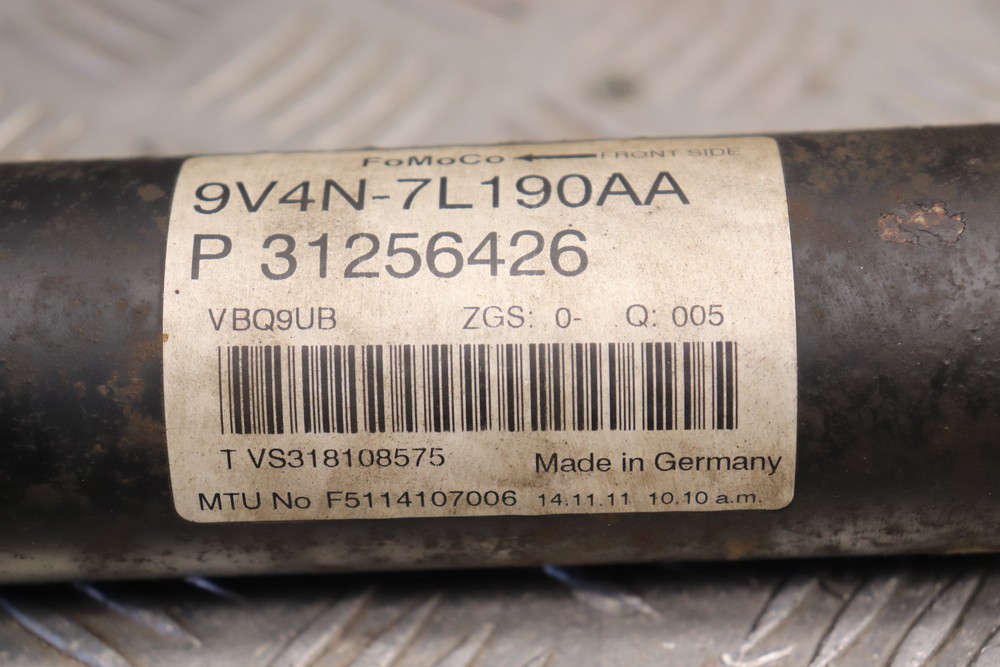 FoMoCo FRONT SIDE
9V4N-7L190AA
P 31256426
VBQ9UB ZGS: 0- Q: 005
T VS318108575 Made in Germany
MTU No F5114107006 14.11.11 10.10 a.m.